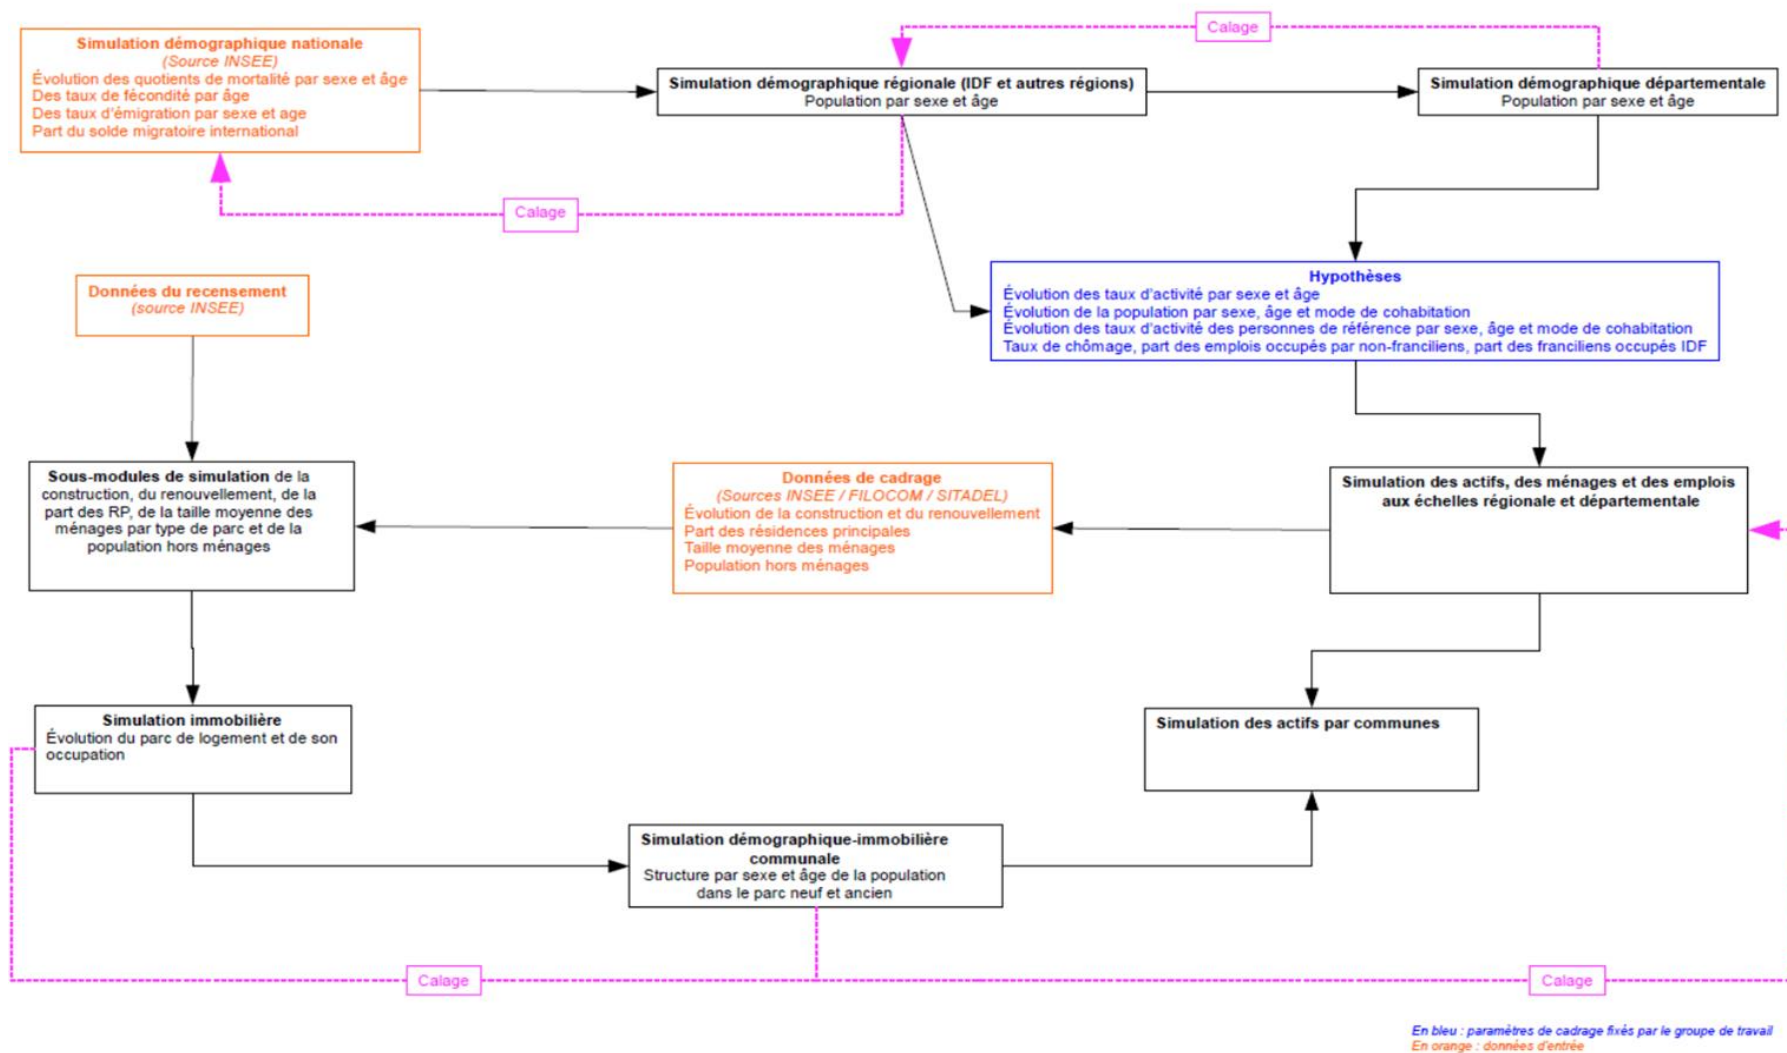 Simulation démographique nationale
(Source INSEE)
Évolution des quotients de mortalité par sexe et âge
Des taux de fécondité par âge
Des taux d'émigration par sexe et age
Part du solde migratoire international
Calage
Simulation démographique régionale (IDF et autres régions)
Population par sexe et âge
Simulation démographique départementale
Population par sexe et âge
Calage
Données du recensement
(source INSEE)
Hypothèses
Évolution des taux d'activité par sexe et âge
Évolution de la population par sexe, âge et mode de cohabitation
Évolution des taux d'activité des personnes de référence par sexe, âge et mode de cohabitation
Taux de chômage, part des emplois occupés par non-franciliens, part des franciliens occupés IDF
Sous-modules de simulation de la
construction, du renouvellement, de la
part des RP, de la taille moyenne des
ménages par type de parc et de la
population hors ménages
Données de cadrage
(Sources INSEE / FILOCOM / SITADEL)
Évolution de la construction et du renouvellement
Part des résidences principales
Taille moyenne des ménages
Population hors ménages
Simulation des actifs, des ménages et des emplois
aux échelles régionale et départementale
Simulation immobilière
Évolution du parc de logement et de son
occupation
Simulation des actifs par communes
Simulation démographique-immobilière
communale
Structure par sexe et âge de la population
dans le parc neuf et ancien
Calage
Calage
En bleu : paramètres de cadrage fixés par le groupe de travail
En orange : données d'entrée